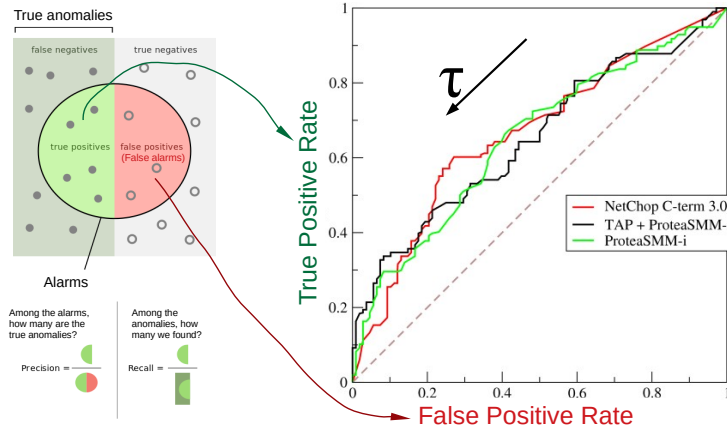 True anomalies
false negatives
true negatives
true positives
false positives
(False alarms)
Alarms
Among the alarms,
how many are the
true anomalies?
Precision =
Among the
anomalies, how
many we found?
Recall =
True Positive Rate
1
0.8
0.6
0.4
0.2
0
τ
NetChop C-term 3.0
TAP + ProteaSMM-
ProteaSMM-i
0
0.2
0.4
0.6
0.8
1
False Positive Rate